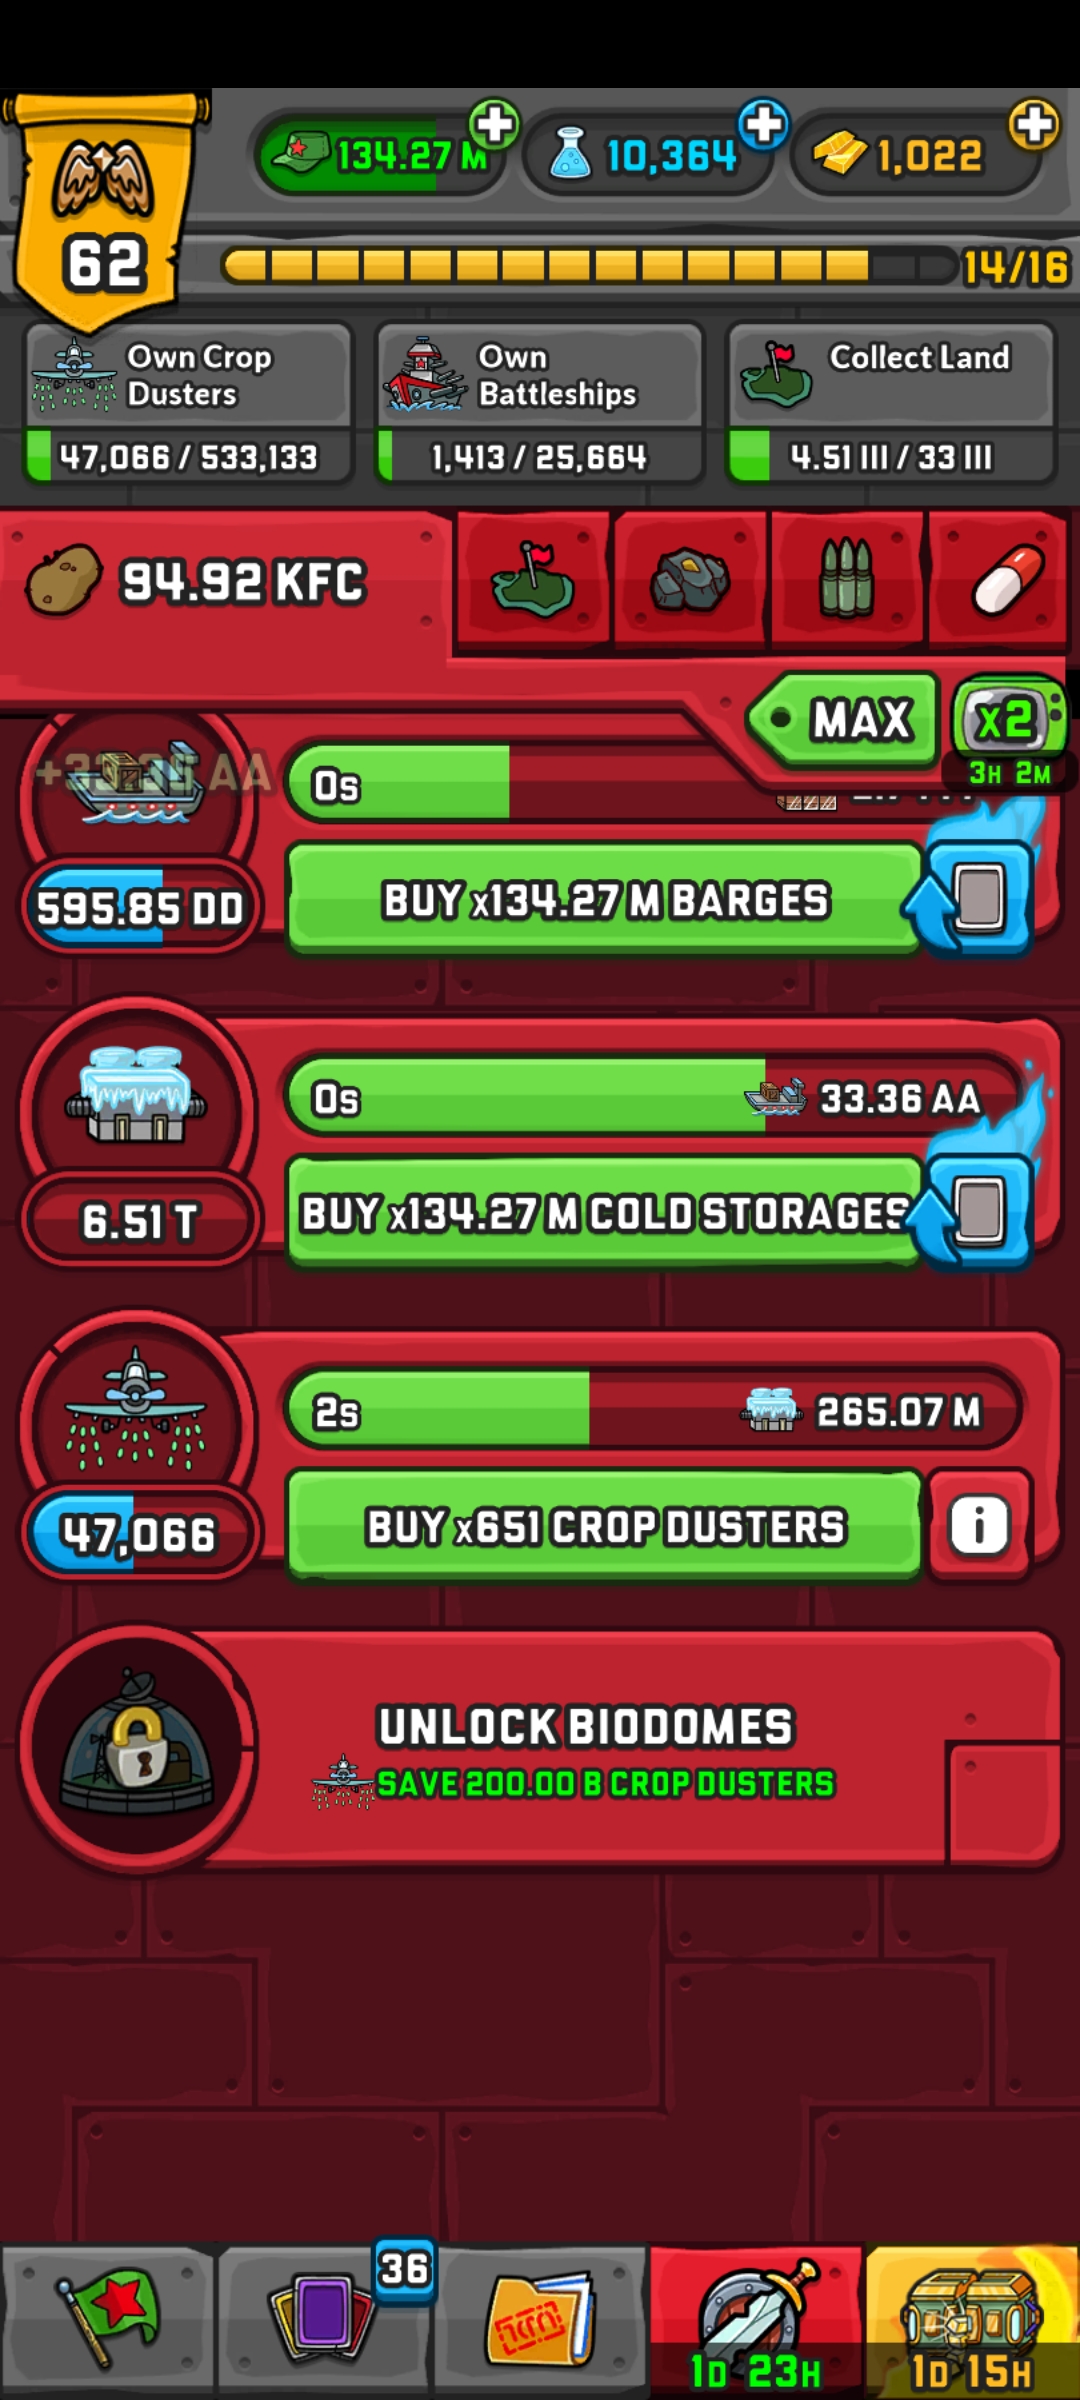 134.27 M
10,364
1,022
62
14/16
Own Crop
Dusters
Own
Battleships
Collect Land
47,066 / 533,133
1,413 / 25,664
4.51 III / 33 III
94.92 KFC
MAX
x2
3H 2M
AA
0s
595.85 DD
BUY x134.27 M BARGES
0s
33.36 AA
6.51 T
BUY x134.27 M COLD STORAGES
2s
265.07 M
47,066
BUY x651 CROP DUSTERS
i
UNLOCK BIODOMES
SAVE 200.00 B CROP DUSTERS
36
1D 23H
1D 15H